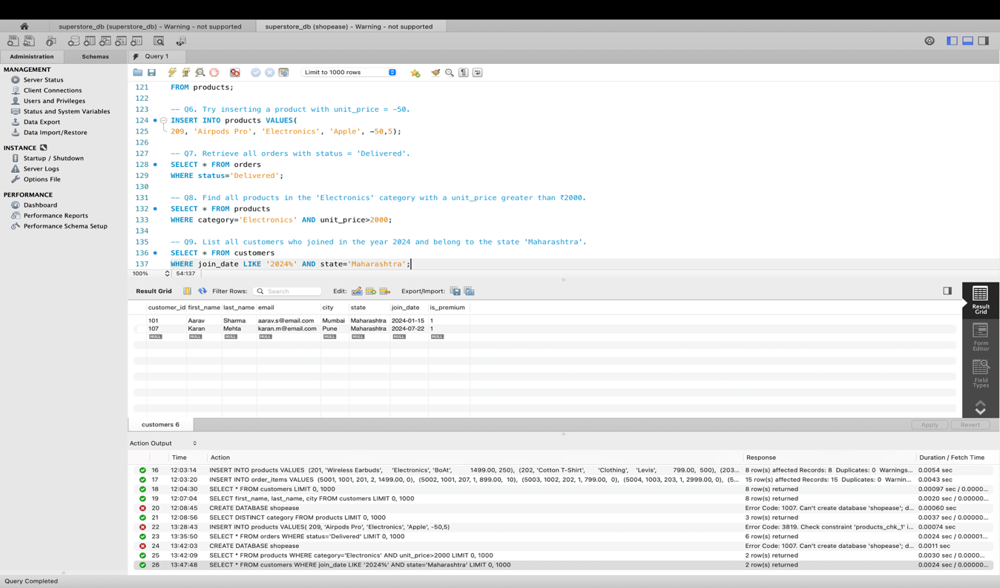 superstore_db (superstore_db) - Warning - not supported
superstore_db (shopease) - Warning - not supported
Administration
Schemas
Query 1
MANAGEMENT
Server Status
Client Connections
Users and Privileges
Status and System Variables
Data Export
Data Import/Restore
INSTANCE
Startup / Shutdown
Server Logs
Options File
PERFORMANCE
Dashboard
Performance Reports
Performance Schema Setup
Limit to 1000 rows
121 FROM products;
122
123 -- Q6. Try inserting a product with unit_price = -50.
124 INSERT INTO products VALUES(
125 209, 'Airpods Pro', 'Electronics', 'Apple', -50,5);
126
127 -- Q7. Retrieve all orders with status = 'Delivered'.
128 SELECT * FROM orders
129 WHERE status='Delivered';
130
131 -- Q8. Find all products in the 'Electronics' category with a unit_price greater than ₹2000.
132 SELECT * FROM products
133 WHERE category='Electronics' AND unit_price>2000;
134
135 -- Q9. List all customers who joined in the year 2024 and belong to the state 'Maharashtra'.
136 SELECT * FROM customers
137 WHERE join_date LIKE '2024%' AND state='Maharashtra';
100% 54:137
Result Grid Filter Rows: Search Edit: Export/Import:
customer_id first_name last_name email city state join_date is_premium
101 Aarav Sharma aarav.s@email.com Mumbai Maharashtra 2024-01-15 1
107 Karan Mehta karan.m@email.com Pune Maharashtra 2024-07-22 1
NULL NULL NULL NULL NULL NULL NULL NULL
Result
Grid
Form
Editor
Field
Types
customers 6
Apply Revert
Action Output
Time Action Response Duration / Fetch Time
16 12:03:14 INSERT INTO products VALUES (201, 'Wireless Earbuds', 'Electronics', 'BoAt', 1499.00, 250), (202, 'Cotton T-Shirt', 'Clothing', 'Levis', 799.00, 500), (203... 8 row(s) affected Records: 8 Duplicates: 0 Warnings... 0.0054 sec
17 12:03:20 INSERT INTO order_items VALUES (5001, 1001, 201, 2, 1499.00, 0), (5002, 1001, 207, 1, 899.00, 10), (5003, 1002, 202, 1, 799.00, 0), (5004, 1003, 203, 1, 2999.00, 0), (5... 15 row(s) affected Records: 15 Duplicates: 0 Warnin... 0.0043 sec
18 12:04:30 SELECT * FROM customers LIMIT 0, 1000 8 row(s) returned 0.00097 sec / 0.0000...
19 12:07:04 SELECT first_name, last_name, city FROM customers LIMIT 0, 1000 8 row(s) returned 0.0020 sec / 0.0000...
20 12:08:45 CREATE DATABASE shopease Error Code: 1007. Can't create database 'shopease'; d... 0.00060 sec
21 12:08:56 SELECT DISTINCT category FROM products LIMIT 0, 1000 3 row(s) returned 0.0037 sec / 0.0000...
22 13:28:43 INSERT INTO products VALUES( 209, 'Airpods Pro', 'Electronics', 'Apple', -50,5) Error Code: 3819. Check constraint 'products_chk_1' i... 0.00074 sec
23 13:35:50 SELECT * FROM orders WHERE status='Delivered' LIMIT 0, 1000 6 row(s) returned 0.0024 sec / 0.00001...
24 13:42:03 CREATE DATABASE shopease Error Code: 1007. Can't create database 'shopease'; d... 0.0011 sec
25 13:42:09 SELECT * FROM products WHERE category='Electronics' AND unit_price>2000 LIMIT 0, 1000 2 row(s) returned 0.0030 sec / 0.0000...
26 13:47:48 SELECT * FROM customers WHERE join_date LIKE '2024%' AND state='Maharashtra' LIMIT 0, 1000 2 row(s) returned 0.0024 sec / 0.0000...
Query Completed